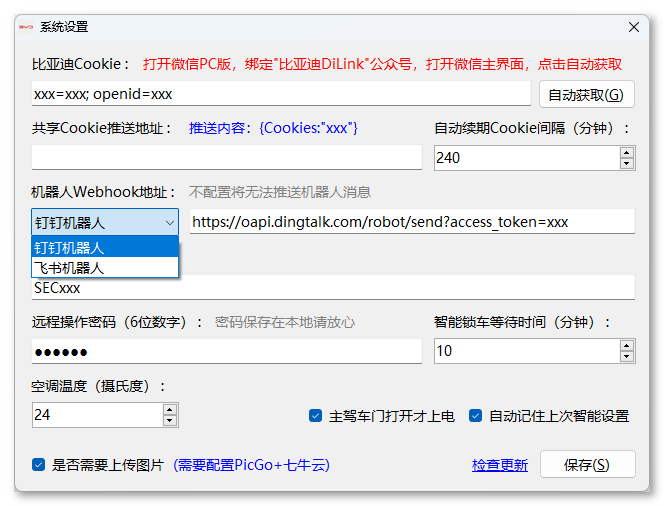 BYD 系统设置
比亚迪Cookie： 打开微信PC版，绑定"比亚迪DiLink"公众号，打开微信主界面，点击自动获取
xxx=xxx; openid=xxx 自动获取(G)
共享Cookie推送地址： 推送内容：{Cookies:"xxx"} 自动续期Cookie间隔（分钟）：
240
机器人Webhook地址： 不配置将无法推送机器人消息
钉钉机器人 https://oapi.dingtalk.com/robot/send?access_token=xxx
钉钉机器人
飞书机器人
SECxxx
远程操作密码（6位数字）： 密码保存在本地请放心 智能锁车等待时间（分钟）：
●●●●●● 10
空调温度（摄氏度）：
24 主驾车门打开才上电 自动记住上次智能设置
是否需要上传图片 (需要配置PicGo+七牛云) 检查更新 保存(S)